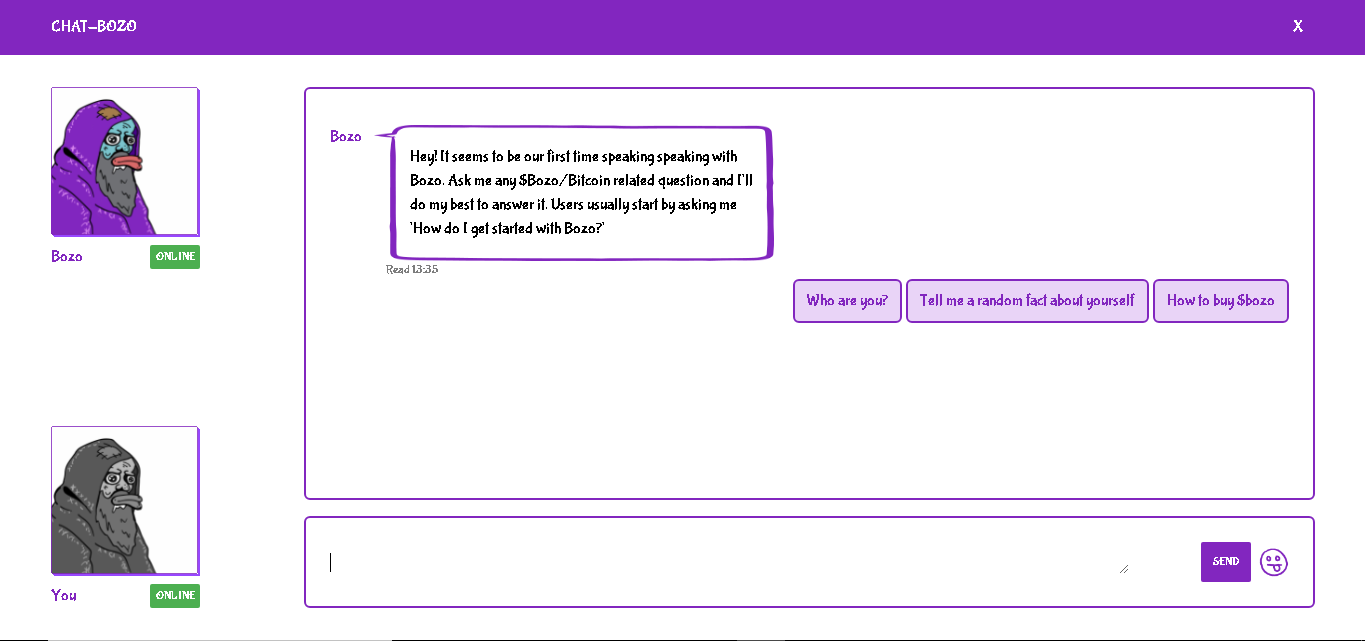 CHAT-BOZO
X
Bozo
Hey! It seems to be our first time speaking speaking with
Bozo. Ask me any $Bozo/Bitcoin related question and I'll
do my best to answer it. Users usually start by asking me
'How do I get started with Bozo?'
Read 13:35
Who are you?
Tell me a random fact about yourself
How to buy $bozo
Bozo
ONLINE
You
ONLINE
SEND